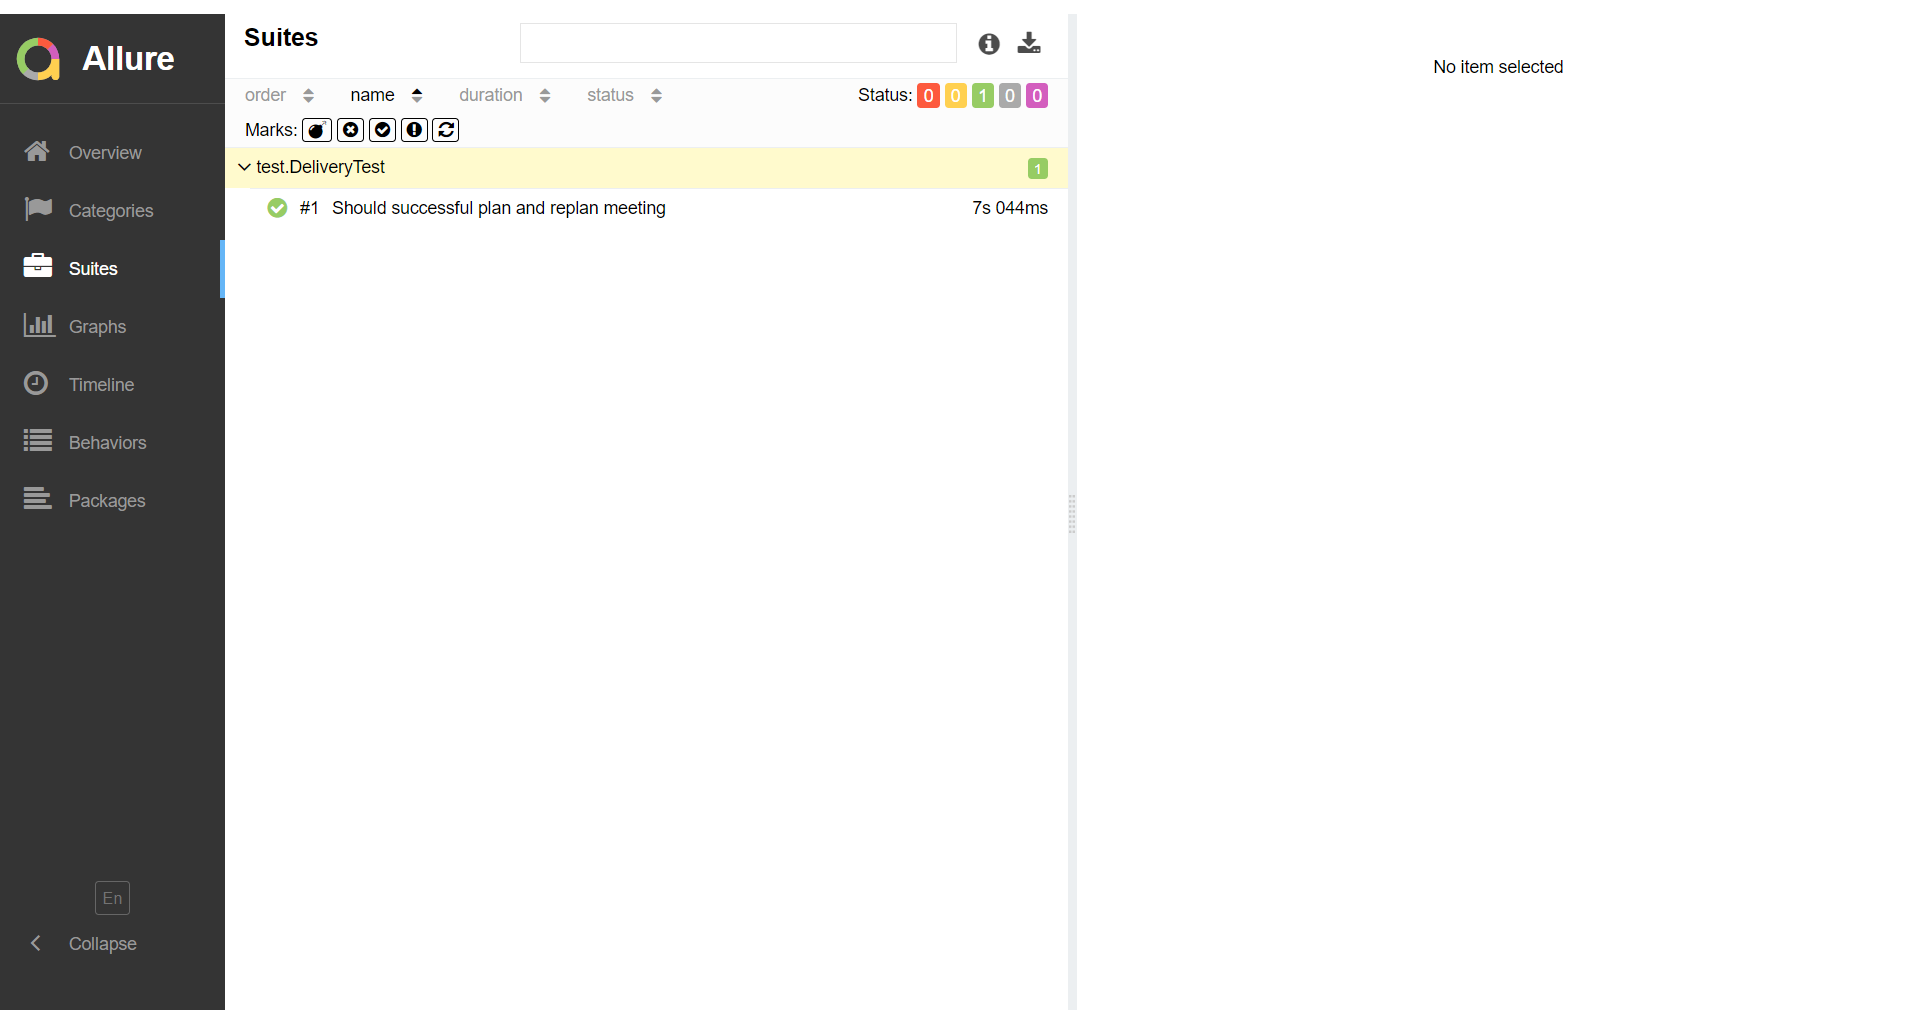 Allure
Overview
Categories
Suites
Graphs
Timeline
Behaviors
Packages
En
Collapse
Suites
order name duration status Status: 0 0 1 0 0
Marks:
test.DeliveryTest 1
#1 Should successful plan and replan meeting 7s 044ms
No item selected